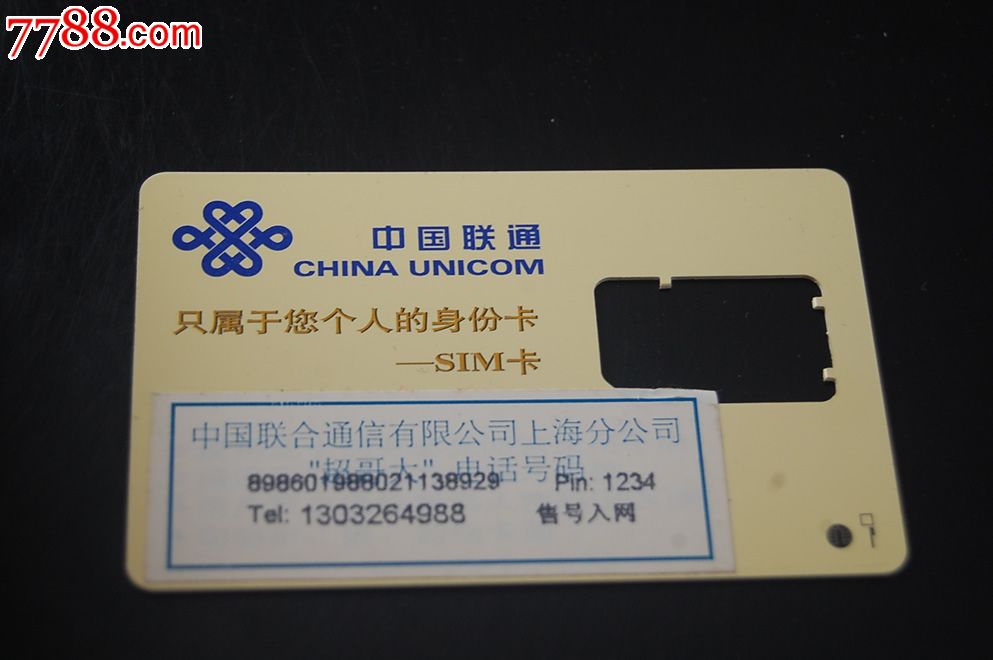 7788.com
中国联通
CHINA UNICOM
只属于您个人的身份卡
—SIM卡
中国联合通信有限公司上海分公司
"超哥大" 电话号码
898601988021138929 Pin: 1234
Tel: 1303264988 售号入网